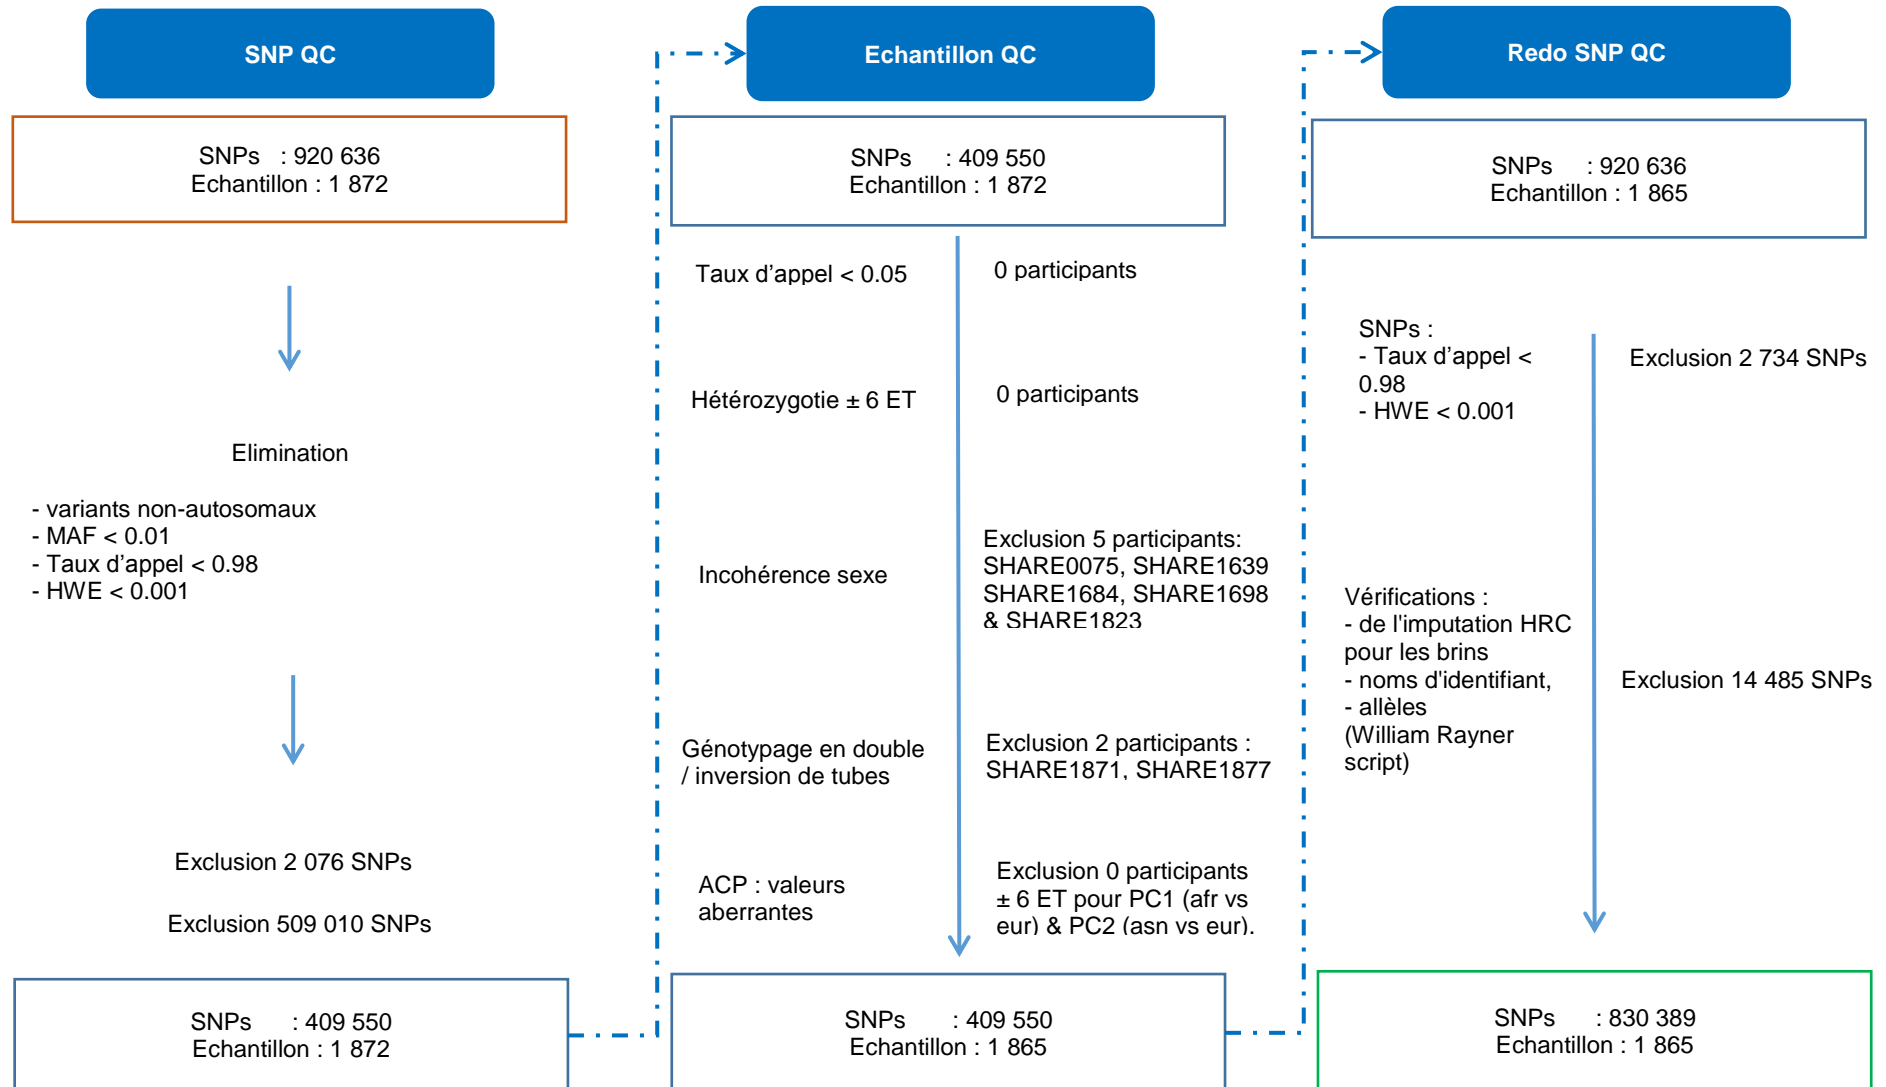 SNP QC
SNPs : 920 636
Echantillon : 1 872
Elimination
- variants non-autosomaux
- MAF < 0.01
- Taux d'appel < 0.98
- HWE < 0.001
Exclusion 2 076 SNPs
Exclusion 509 010 SNPs
SNPs : 409 550
Echantillon : 1 872
Echantillon QC
SNPs : 409 550
Echantillon : 1 872
Taux d'appel < 0.05
0 participants
Hétérozygotie ± 6 ET
0 participants
Incohérence sexe
Exclusion 5 participants:
SHARE0075, SHARE1639
SHARE1684, SHARE1698
& SHARE1823
Génotypage en double
/ inversion de tubes
Exclusion 2 participants :
SHARE1871, SHARE1877
ACP : valeurs
aberrantes
Exclusion 0 participants
± 6 ET pour PC1 (afr vs
eur) & PC2 (asn vs eur).
SNPs : 409 550
Echantillon : 1 865
Redo SNP QC
SNPs : 920 636
Echantillon : 1 865
SNPs :
- Taux d'appel <
0.98
- HWE < 0.001
Exclusion 2 734 SNPs
Vérifications :
- de l'imputation HRC
pour les brins
- noms d'identifiant,
- allèles
(William Rayner
script)
Exclusion 14 485 SNPs
SNPs : 830 389
Echantillon : 1 865